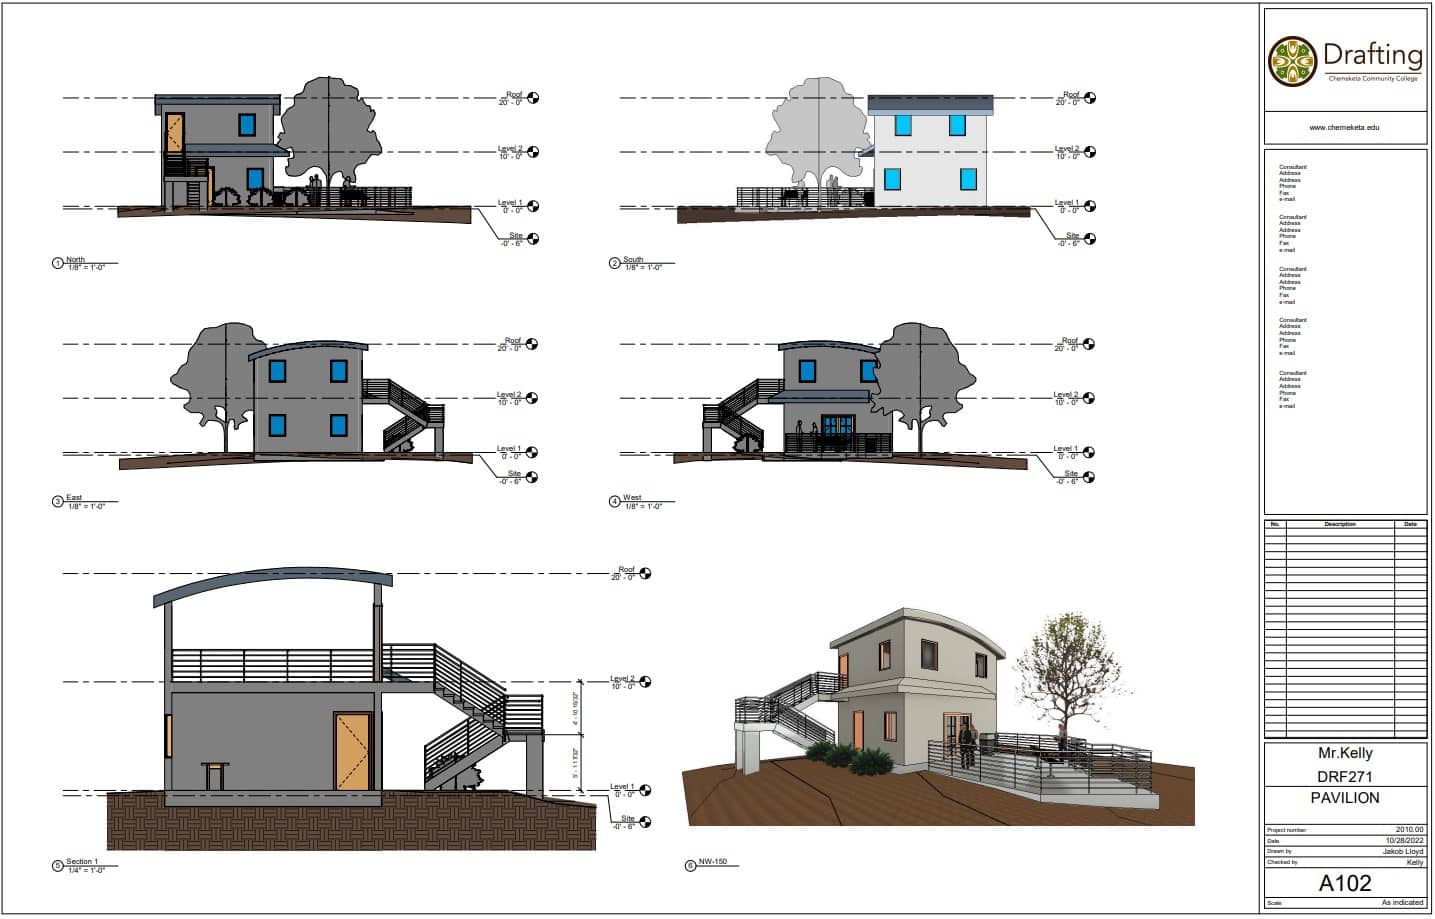 Roof
20' - 0"
Level 2
10' - 0"
Level 1
0' - 0"
Site
-0' - 6"
1 North
1/8" = 1'-0"
Roof
20' - 0"
Level 2
10' - 0"
Level 1
0' - 0"
Site
-0' - 6"
2 South
1/8" = 1'-0"
Roof
20' - 0"
Level 2
10' - 0"
Level 1
0' - 0"
Site
-0' - 6"
3 East
1/8" = 1'-0"
Roof
20' - 0"
Level 2
10' - 0"
Level 1
0' - 0"
Site
-0' - 6"
4 West
1/8" = 1'-0"
Roof
20' - 0"
Level 2
10' - 0"
4' - 10
5' - 1
Level 1
0' - 0"
Site
-0' - 6"
5 Section 1
1/4" = 1'-0"
6 NW-150
Drafting
Chemeketa Community College
www.chemeketa.edu
Consultant
Address
Address
Phone
Fax
e-mail
Consultant
Address
Address
Phone
Fax
e-mail
Consultant
Address
Address
Phone
Fax
e-mail
Consultant
Address
Address
Phone
Fax
e-mail
Consultant
Address
Address
Phone
Fax
e-mail
No. Description Date
Mr.Kelly
DRF271
PAVILION
Project number 2010.00
Date 10/28/2022
Drawn by Jakob Lloyd
Checked by Kelly
A102
Scale As indicated